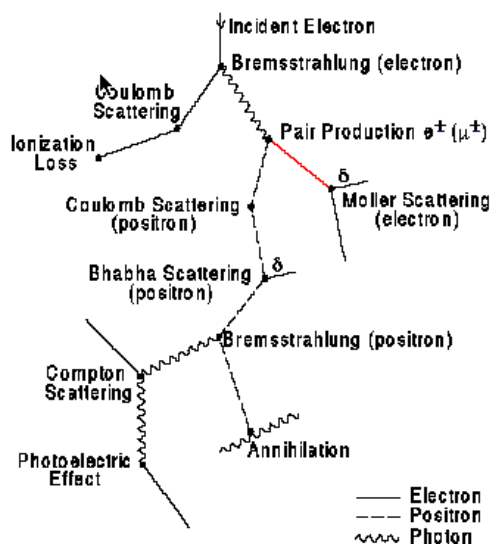 Incident Electron
Bremsstrahlung (electron)
Coulomb
Scattering
Ionization
Loss
Pair Production e± (μ±)
δ
Moller Scattering
(electron)
Coulomb Scattering
(positron)
δ
Bhabha Scattering
(positron)
Bremsstrahlung (positron)
Compton
Scattering
Annihilation
Photoelectric
Effect
Electron
Positron
Photon